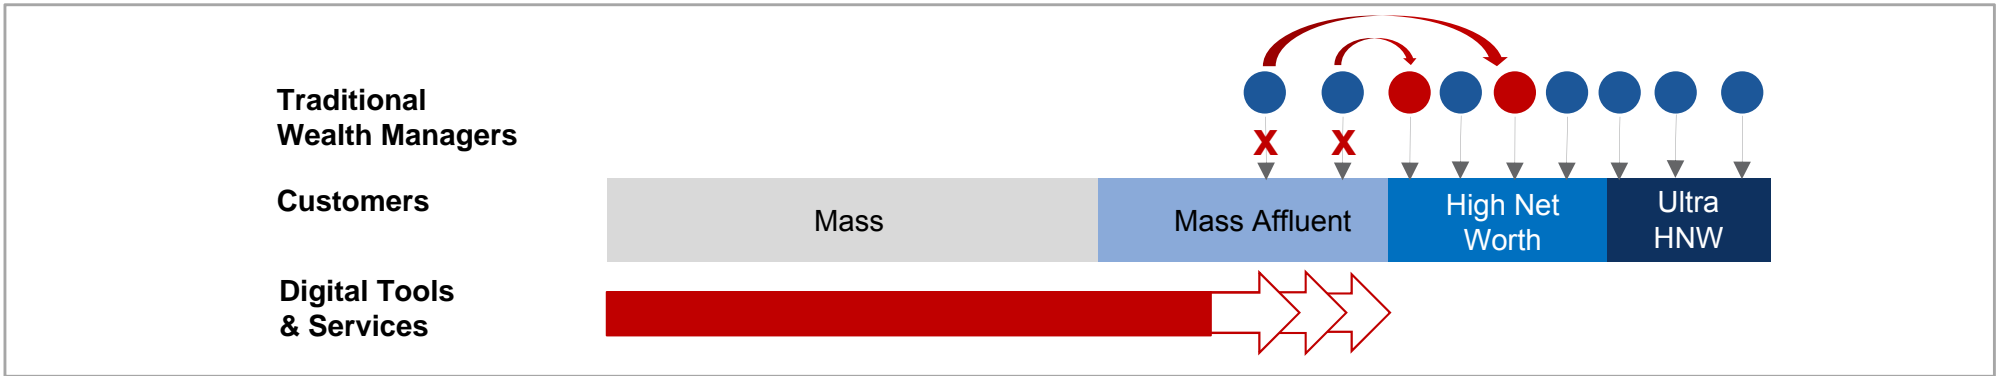 Traditional
Wealth Managers
X X
Customers
Mass
Mass Affluent
High Net
Worth
Ultra
HNW
Digital Tools
& Services